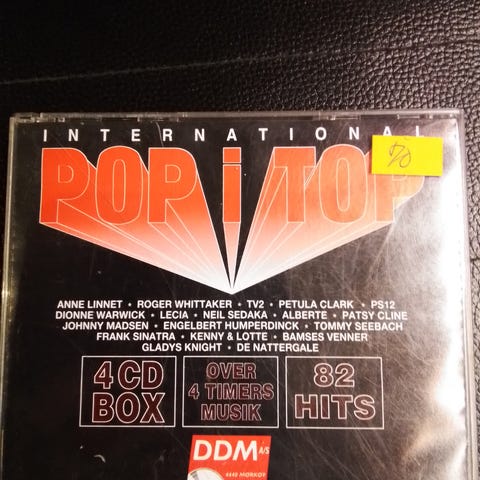 INTERNATIONAL
POP i TOP
ANNE LINNET • ROGER WHITTAKER • TV2 • PETULA CLARK • PS12
DIONNE WARWICK • LECIA • NEIL SEDAKA • ALBERTE • PATSY CLINE
JOHNNY MADSEN • ENGELBERT HUMPERDINCK • TOMMY SEEBACH
FRANK SINATRA • KENNY & LOTTE • BAMSES VENNER
GLADYS KNIGHT • DE NATTERGALE
4 CD BOX
OVER 4 TIMERS MUSIK
82 HITS
DDM A/S
4440 MØRKØV